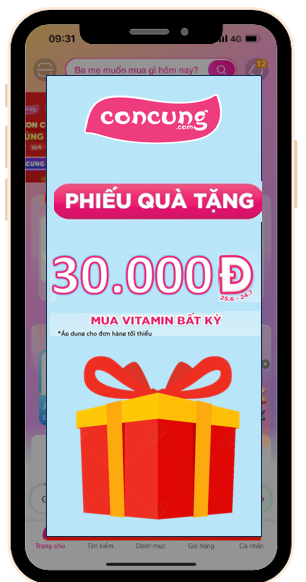 09:31
4G
Ba mẹ muốn mua gì hôm nay?
12
concung
.com
PHIẾU QUÀ TẶNG
30.000Đ
25.6 - 24.7
MUA VITAMIN BẤT KỲ
*Áp dụng cho đơn hàng tối thiểu
Trang chủ Tìm kiếm Danh mục Giỏ hàng Cá nhân